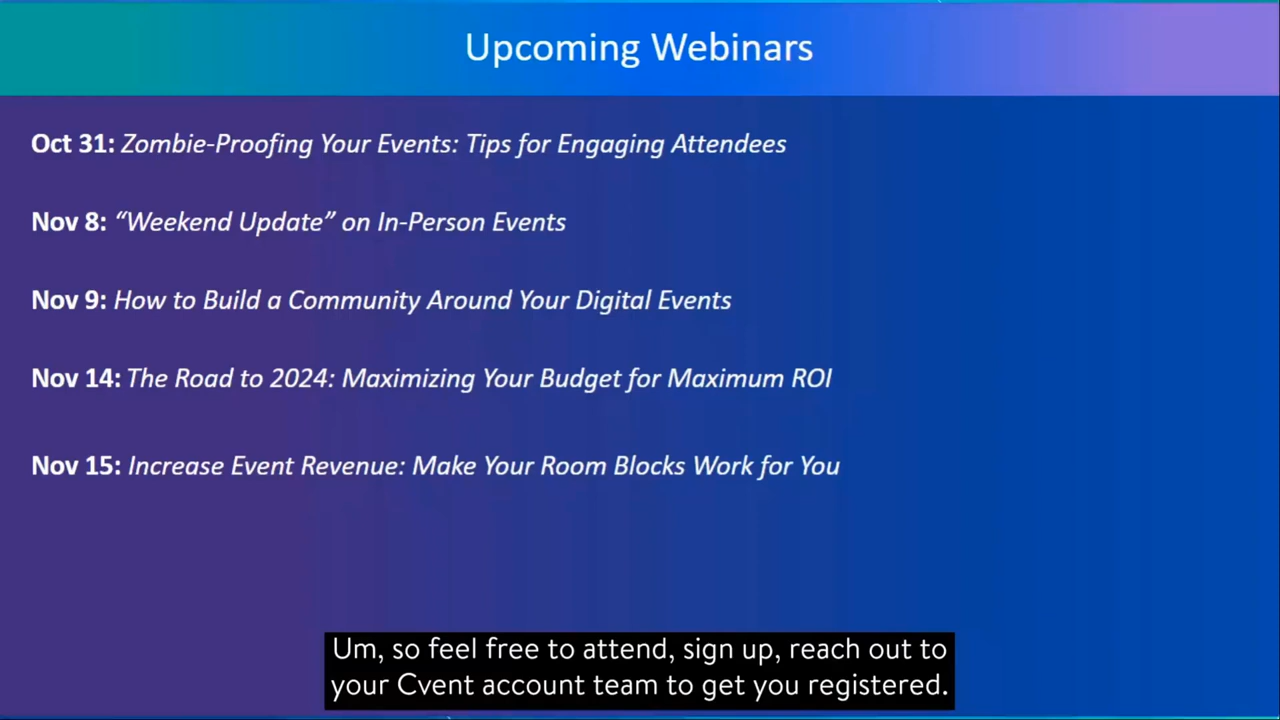 Upcoming Webinars
Oct 31: Zombie-Proofing Your Events: Tips for Engaging Attendees
Nov 8: “Weekend Update” on In-Person Events
Nov 9: How to Build a Community Around Your Digital Events
Nov 14: The Road to 2024: Maximizing Your Budget for Maximum ROI
Nov 15: Increase Event Revenue: Make Your Room Blocks Work for You
Um, so feel free to attend, sign up, reach out to
your Cvent account team to get you registered.